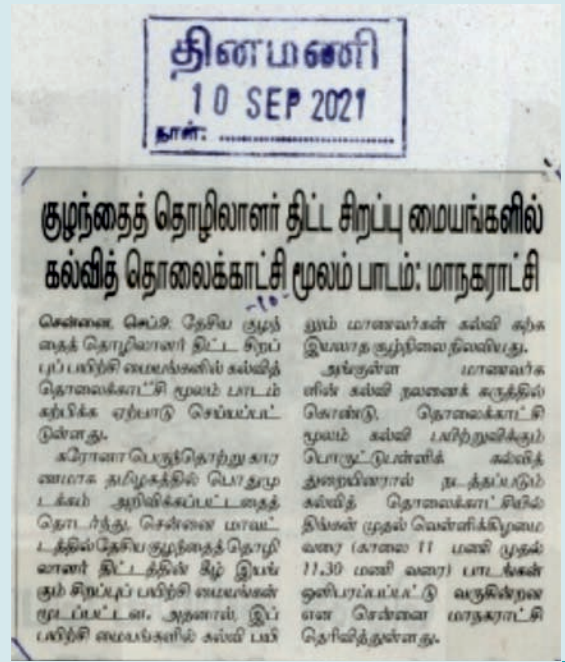 தினமணி
10 SEP 2021
நாள்: ........................
குழந்தைத் தொழிலாளர் திட்ட சிறப்பு மையங்களில்
கல்வித் தொலைக்காட்சி மூலம் பாடம்: மாநகராட்சி
-10-
சென்னை, செப்.9: தேசிய குழந்
தைத் தொழிலாளர் திட்ட சிறப்
புப் பயிற்சி மையங்களில் கல்வித்
தொலைக்காட்சி மூலம் பாடம்
கற்பிக்க ஏற்பாடு செய்யப்பட்
டுள்ளது.
கரோனா பெருந்தொற்று கார
ணமாக தமிழகத்தில் பொதுமு
டக்கம் அறிவிக்கப்பட்டதைத்
தொடர்ந்து, சென்னை மாவட்
டத்தில் தேசிய குழந்தைத் தொழி
லாளர் திட்டத்தின் கீழ் இயங்
கும் சிறப்புப் பயிற்சி மையங்கள்
மூடப்பட்டன. அதனால், இப்
பயிற்சி மையங்களில் கல்வி பயி
லும் மாணவர்கள் கல்வி கற்க
இயலாத சூழ்நிலை நிலவியது.
அங்குள்ள மாணவர்க
ளின் கல்வி நலனைக் கருத்தில்
கொண்டு, தொலைக்காட்சி
மூலம் கல்வி பயிற்றுவிக்கும்
பொருட்டு பள்ளிக் கல்வித்
துறையினரால் நடத்தப்படும்
கல்வித் தொலைக்காட்சியில்
திங்கள் முதல் வெள்ளிக்கிழமை
வரை (காலை 11 மணி முதல்
11.30 மணி வரை) பாடங்கள்
ஒளிபரப்பப்பட்டு வருகின்றன
என சென்னை மாநகராட்சி
தெரிவித்துள்ளது.